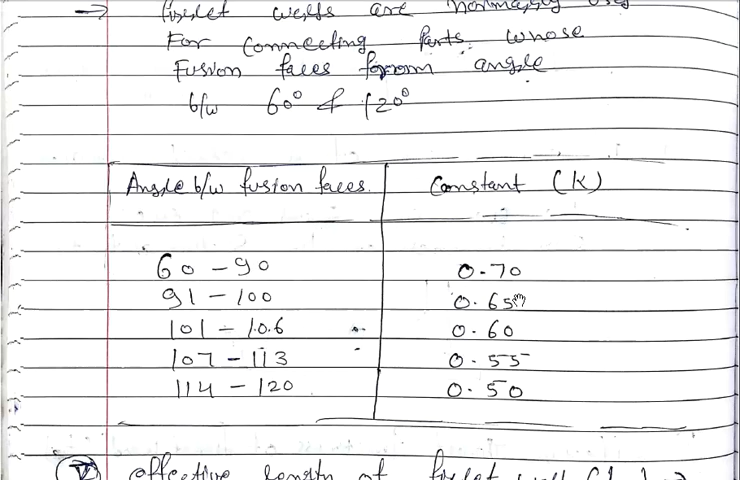 → fillet welds are normally used
For connecting parts whose
Fusion faces form angle
b/w 60° & 120°
Angle b/w fusion faces. Constant (K)
60 - 90 0.70
91 - 100 0.65
101 - 106 0.60
107 - 113 0.55
114 - 120 0.50
(V) effective length of fillet weld